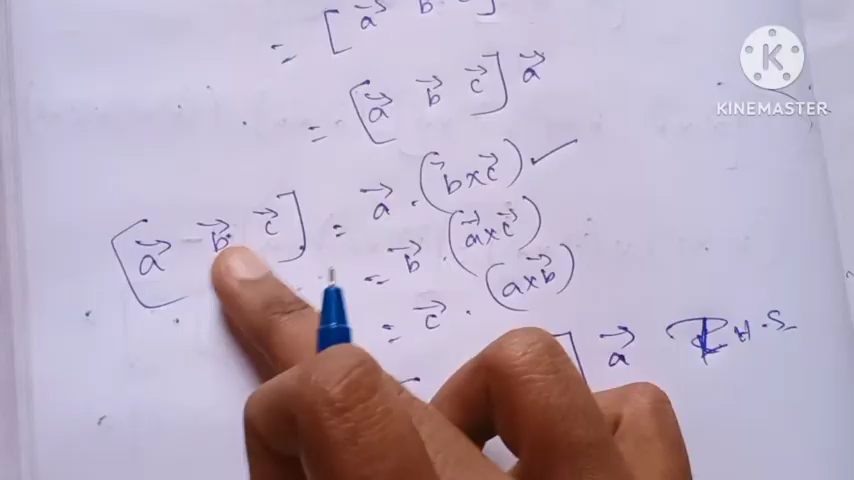 = [a⃗ b⃗
= [a⃗ b⃗ c⃗] a⃗
[a⃗ b⃗ c⃗] = a⃗ . (b⃗ x c⃗) ✓
= b⃗ . (a⃗ x c⃗)
= c⃗ . (a x b⃗)
= ] a⃗ R.H.S
KINEMASTER